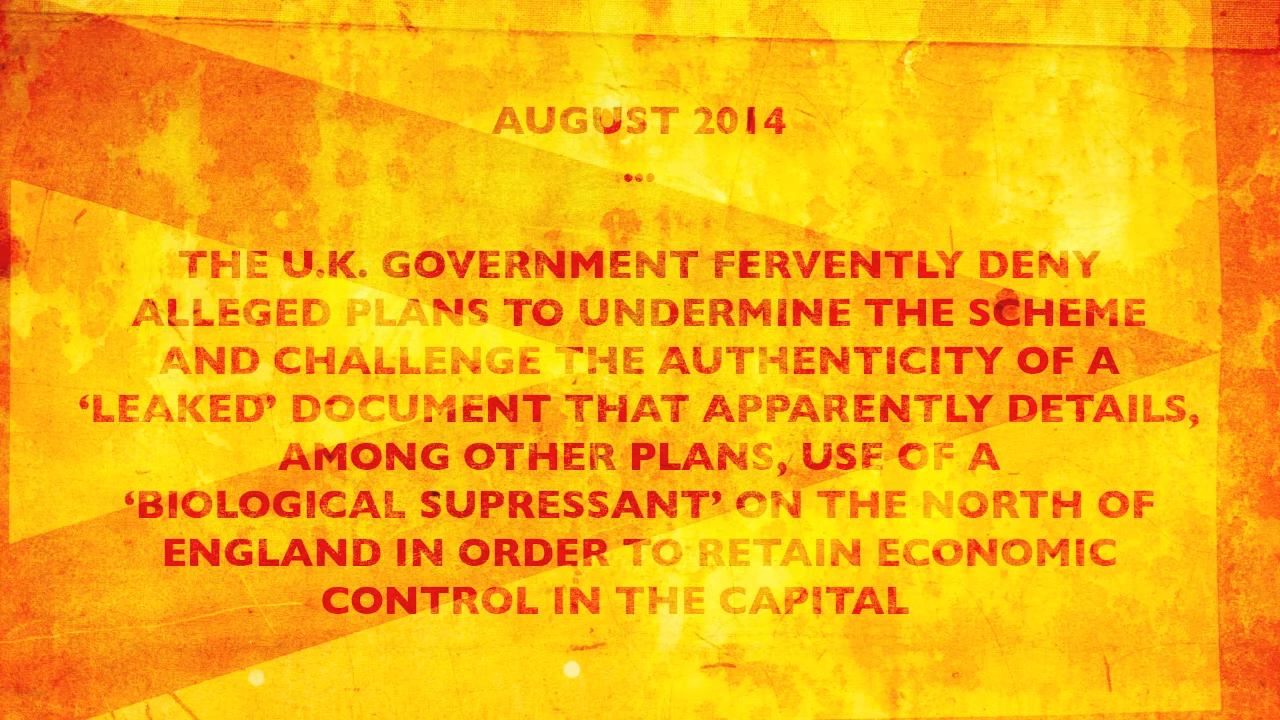 AUGUST 2014
...
THE U.K. GOVERNMENT FERVENTLY DENY
ALLEGED PLANS TO UNDERMINE THE SCHEME
AND CHALLENGE THE AUTHENTICITY OF A
‘LEAKED’ DOCUMENT THAT APPARENTLY DETAILS,
AMONG OTHER PLANS, USE OF A
‘BIOLOGICAL SUPRESSANT’ ON THE NORTH OF
ENGLAND IN ORDER TO RETAIN ECONOMIC
CONTROL IN THE CAPITAL